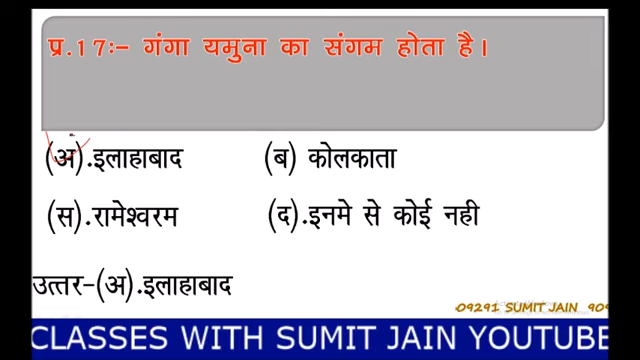 प्र.17:- गंगा यमुना का संगम होता है।
(अ).इलाहाबाद (ब) कोलकाता
(स).रामेश्वरम (द).इनमे से कोई नही
उत्तर-(अ).इलाहाबाद
09291 SUMIT JAIN 909
CLASSES WITH SUMIT JAIN YOUTUBE